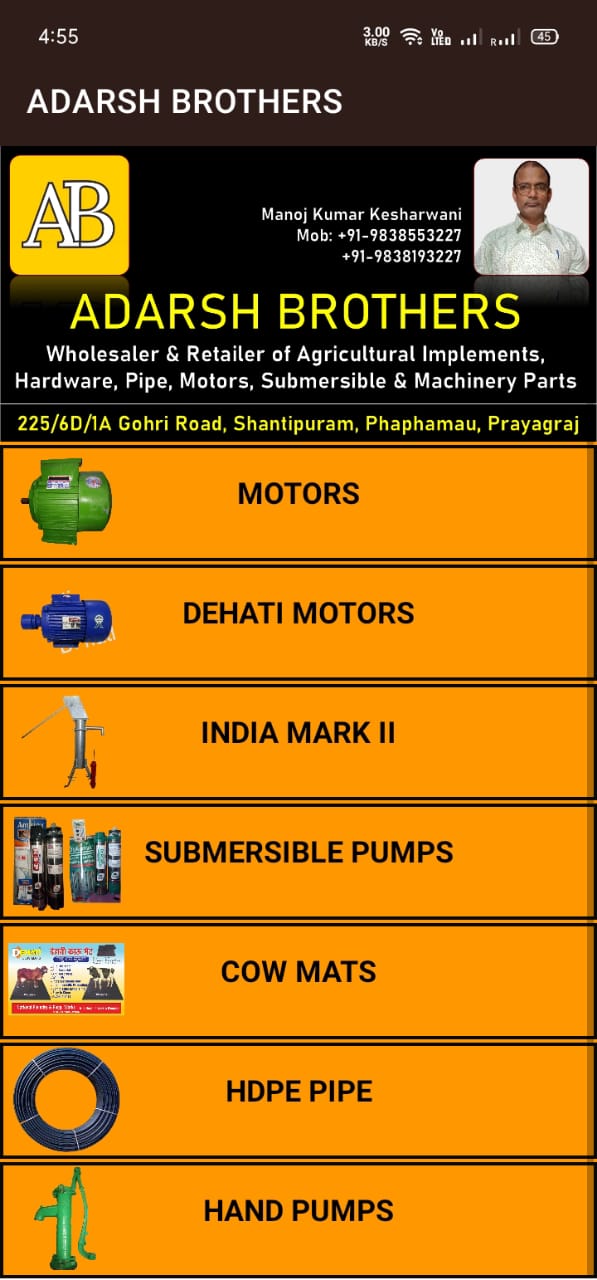 4:55
3.00
KB/S
Vo
LTED
R
45
ADARSH BROTHERS
AB
Manoj Kumar Kesharwani
Mob: +91-9838553227
+91-9838193227
ADARSH BROTHERS
Wholesaler & Retailer of Agricultural Implements,
Hardware, Pipe, Motors, Submersible & Machinery Parts
225/6D/1A Gohri Road, Shantipuram, Phaphamau, Prayagraj
MOTORS
DEHATI MOTORS
INDIA MARK II
SUBMERSIBLE PUMPS
COW MATS
HDPE PIPE
HAND PUMPS